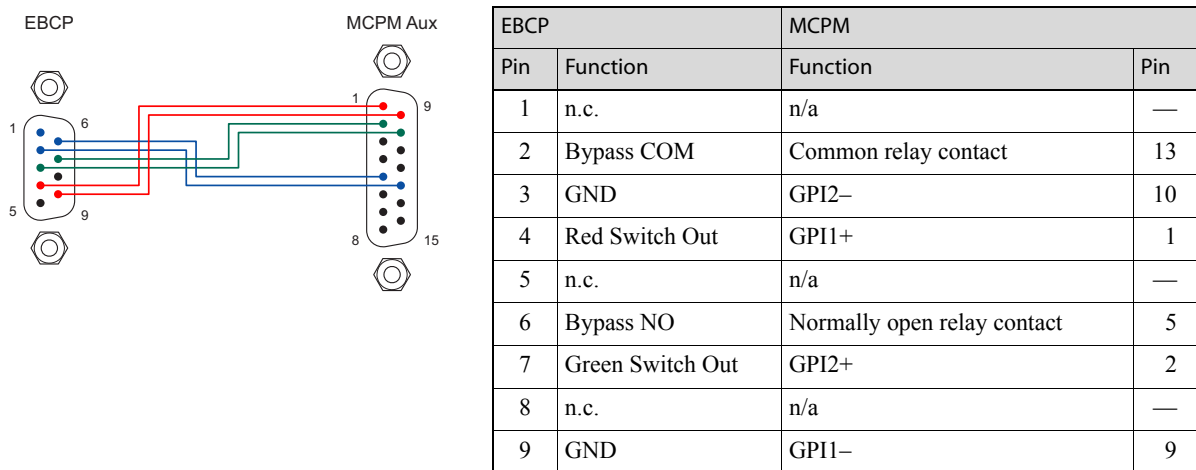 EBCP
MCPM Aux
1
9
1
6
5
9
8
15
EBCP MCPM
Pin Function Function Pin
1 n.c. n/a —
2 Bypass COM Common relay contact 13
3 GND GPI2– 10
4 Red Switch Out GPI1+ 1
5 n.c. n/a —
6 Bypass NO Normally open relay contact 5
7 Green Switch Out GPI2+ 2
8 n.c. n/a —
9 GND GPI1– 9